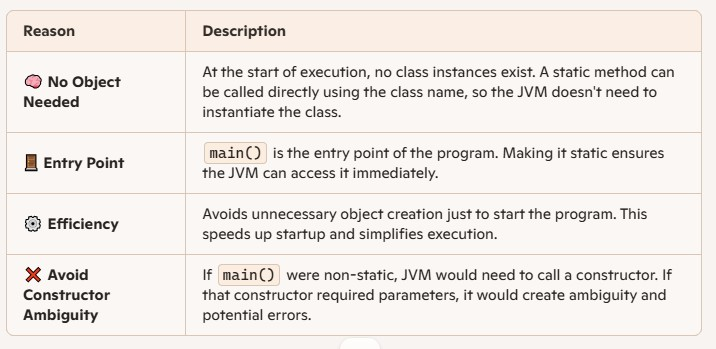 Reason Description
No Object
Needed
At the start of execution, no class instances exist. A static method can
be called directly using the class name, so the JVM doesn't need to
instantiate the class.
Entry Point
main() is the entry point of the program. Making it static ensures
the JVM can access it immediately.
Efficiency
Avoids unnecessary object creation just to start the program. This
speeds up startup and simplifies execution.
Avoid
Constructor
Ambiguity
If main() were non-static, JVM would need to call a constructor. If
that constructor required parameters, it would create ambiguity and
potential errors.